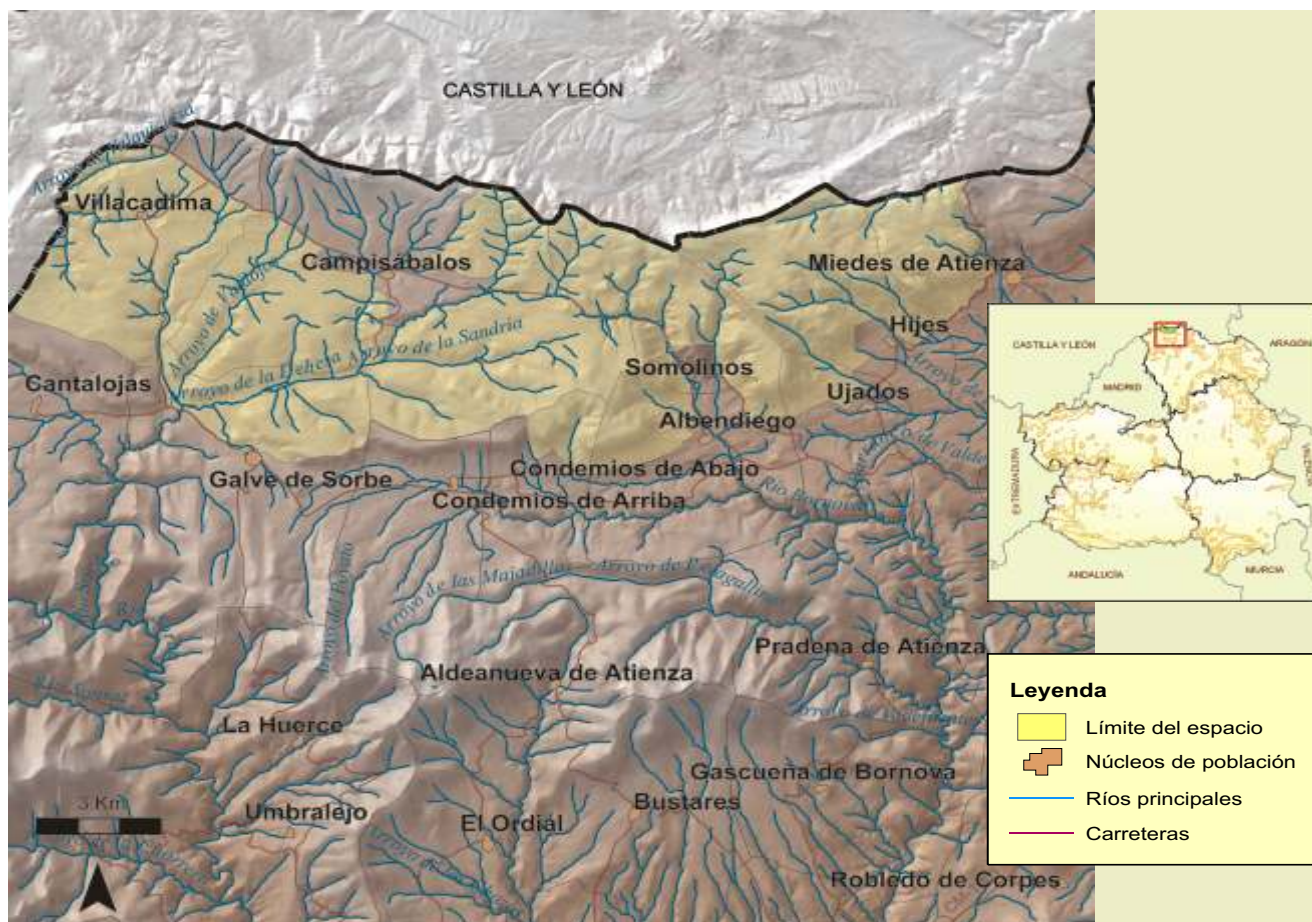 CASTILLA Y LEÓN
Villacadima
Campisábalos
Miedes de Atienza
Hijes
Arroyo de la Dehesa
Arroyo de la Sandria
Somolinos
Cantalojas
Ujados
Albendiego
Galve de Sorbe
Condemios de Abajo
Condemios de Arriba
Arroyo de las Majadillas
Aldeanueva de Atienza
Pradena de Atienza
La Huerce
Gascueña de Bornova
Bustares
Umbralejo
El Ordial
Robledo de Corpes
3 Km
CASTILLA Y LEÓN
ARAGÓN
MADRID
EXTREMADURA
ANDALUCÍA
MURCIA
Leyenda
Límite del espacio
Núcleos de población
Ríos principales
Carreteras